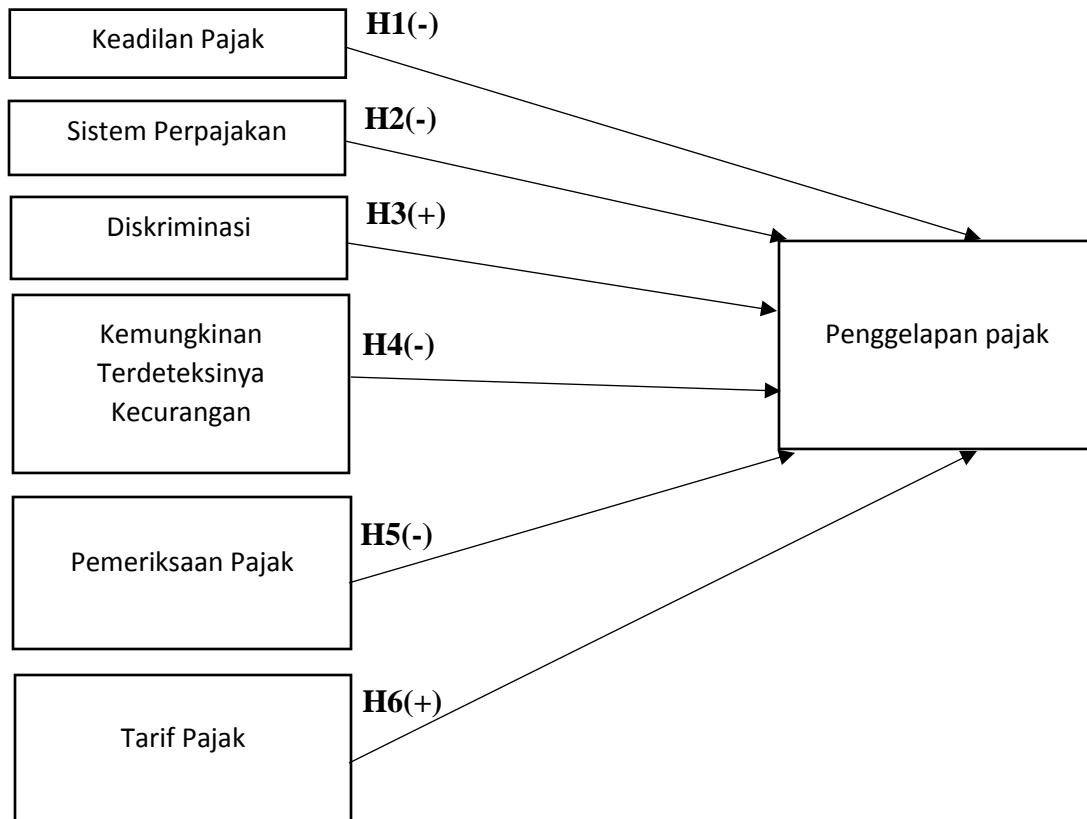 Keadilan Pajak
H1(-)
Sistem Perpajakan
H2(-)
Diskriminasi
H3(+)
Kemungkinan
Terdeteksinya
Kecurangan
H4(-)
Penggelapan pajak
Pemeriksaan Pajak
H5(-)
Tarif Pajak
H6(+)